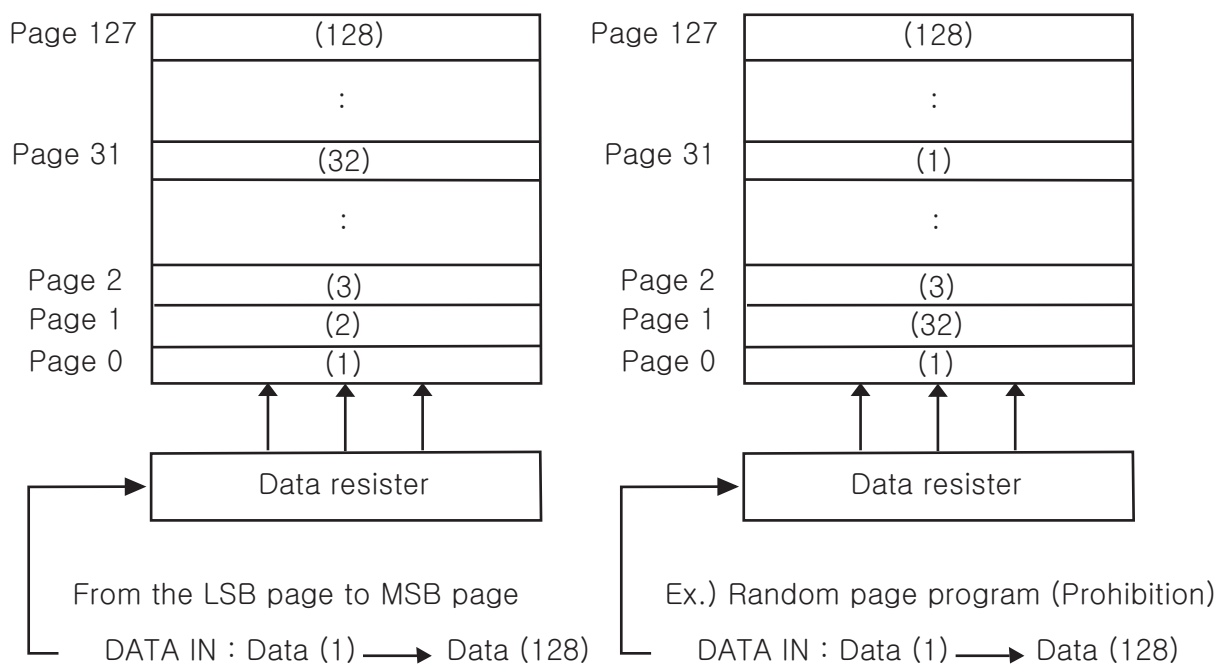 Page 127
(128)
:
Page 31
(32)
:
Page 2
(3)
Page 1
(2)
Page 0
(1)
Data resister
From the LSB page to MSB page
DATA IN : Data (1) Data (128)
Page 127
(128)
:
Page 31
(1)
:
Page 2
(3)
Page 1
(32)
Page 0
(1)
Data resister
Ex.) Random page program (Prohibition)
DATA IN : Data (1) Data (128)